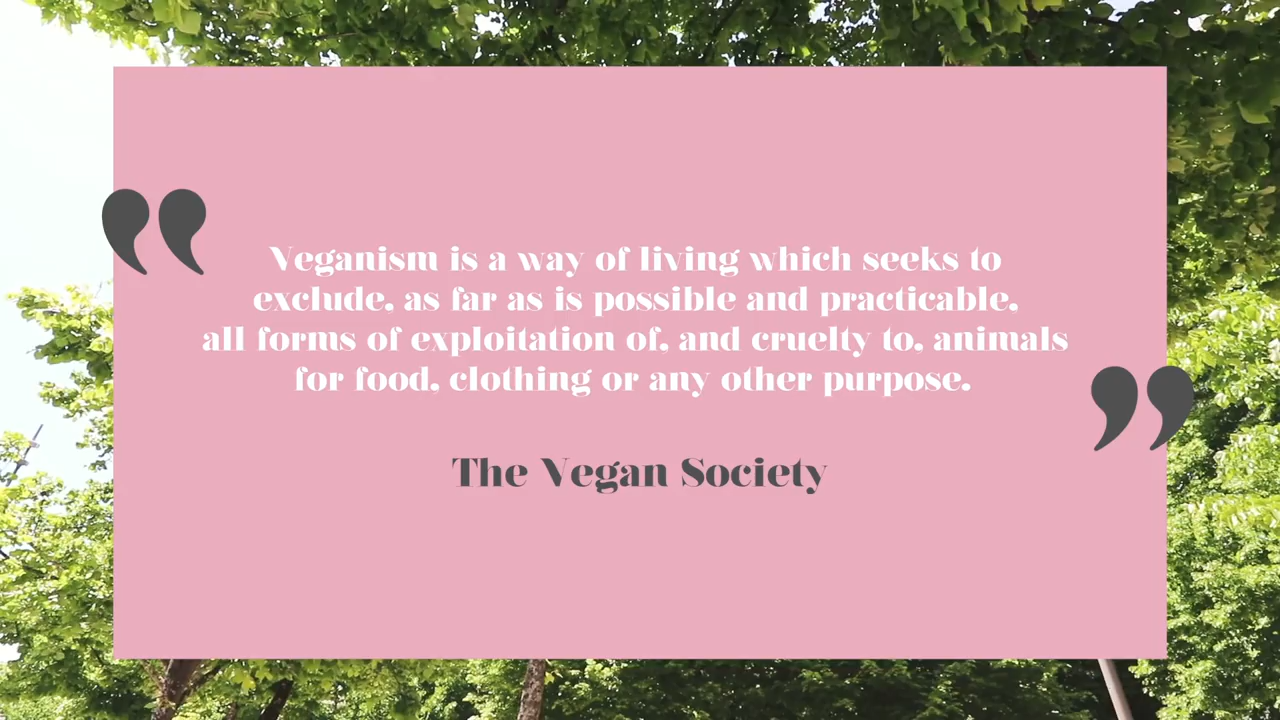 "
Veganism is a way of living which seeks to
exclude, as far as is possible and practicable,
all forms of exploitation of, and cruelty to, animals
for food, clothing or any other purpose.
"
The Vegan Society